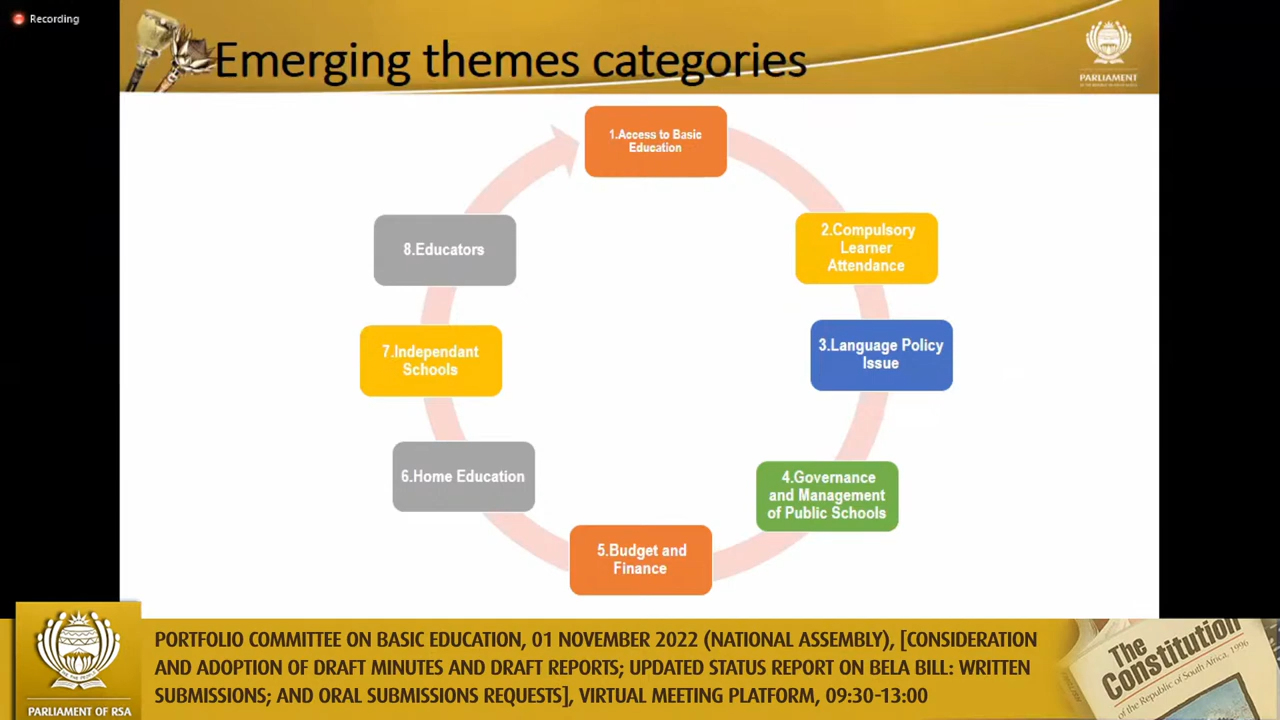 Recording
Emerging themes categories
PARLIAMENT
1.Access to Basic
Education
2.Compulsory
Learner
Attendance
3.Language Policy
Issue
4.Governance
and Management
of Public Schools
5.Budget and
Finance
6.Home Education
7.Independant
Schools
8.Educators
PARLIAMENT OF RSA
PORTFOLIO COMMITTEE ON BASIC EDUCATION, 01 NOVEMBER 2022 (NATIONAL ASSEMBLY), [CONSIDERATION
AND ADOPTION OF DRAFT MINUTES AND DRAFT REPORTS; UPDATED STATUS REPORT ON BELA BILL: WRITTEN
SUBMISSIONS; AND ORAL SUBMISSIONS REQUESTS], VIRTUAL MEETING PLATFORM, 09:30-13:00
The
Constitution
of the Republic of South Africa, 1996